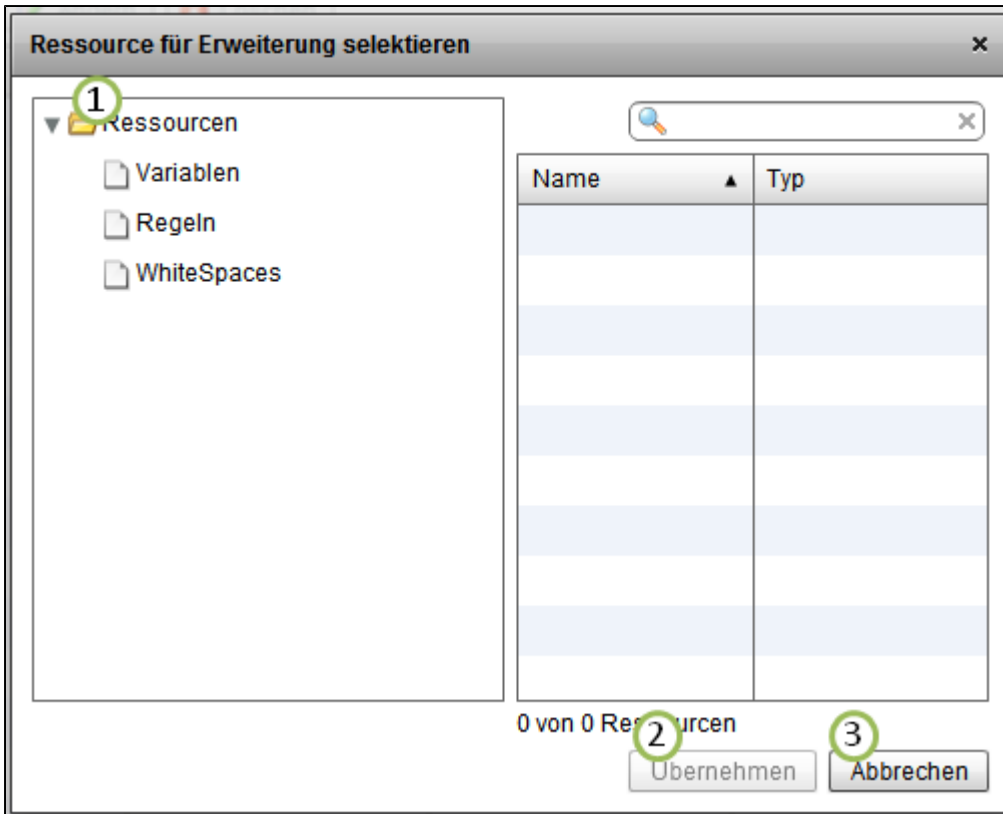 Ressource für Erweiterung selektieren
1
Ressourcen
Variablen
Regeln
WhiteSpaces
Name Typ
0 von 0 Ressourcen
2 3
Übernehmen Abbrechen